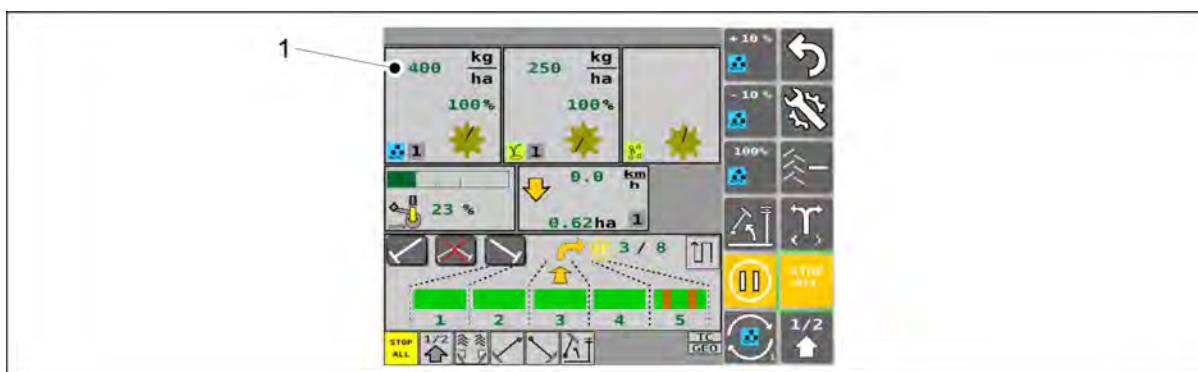 1
400 kg
ha
100%
1
250 kg
ha
100%
1
+10 %
- 10 %
100%
23 %
0.0 km
h
0.62ha 1
3 / 8
1 2 3 4 5
STOP
ALL
1/2
TC
GEO
STOP
ALL
1
1/2